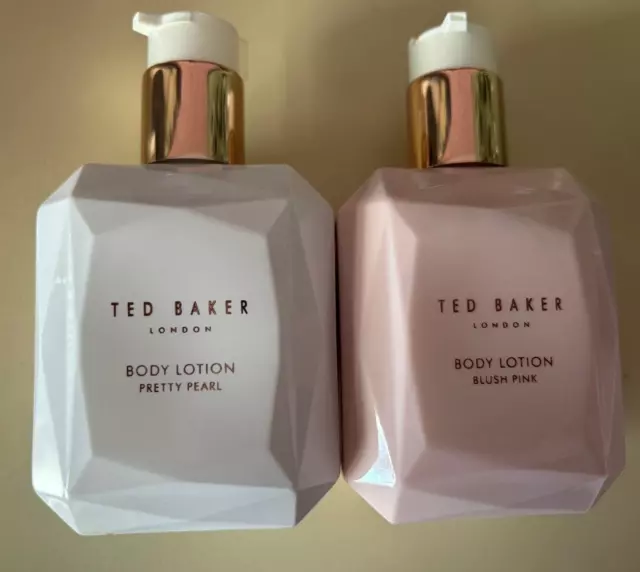 TED BAKER
LONDON
BODY LOTION
PRETTY PEARL
TED BAKER
LONDON
BODY LOTION
BLUSH PINK